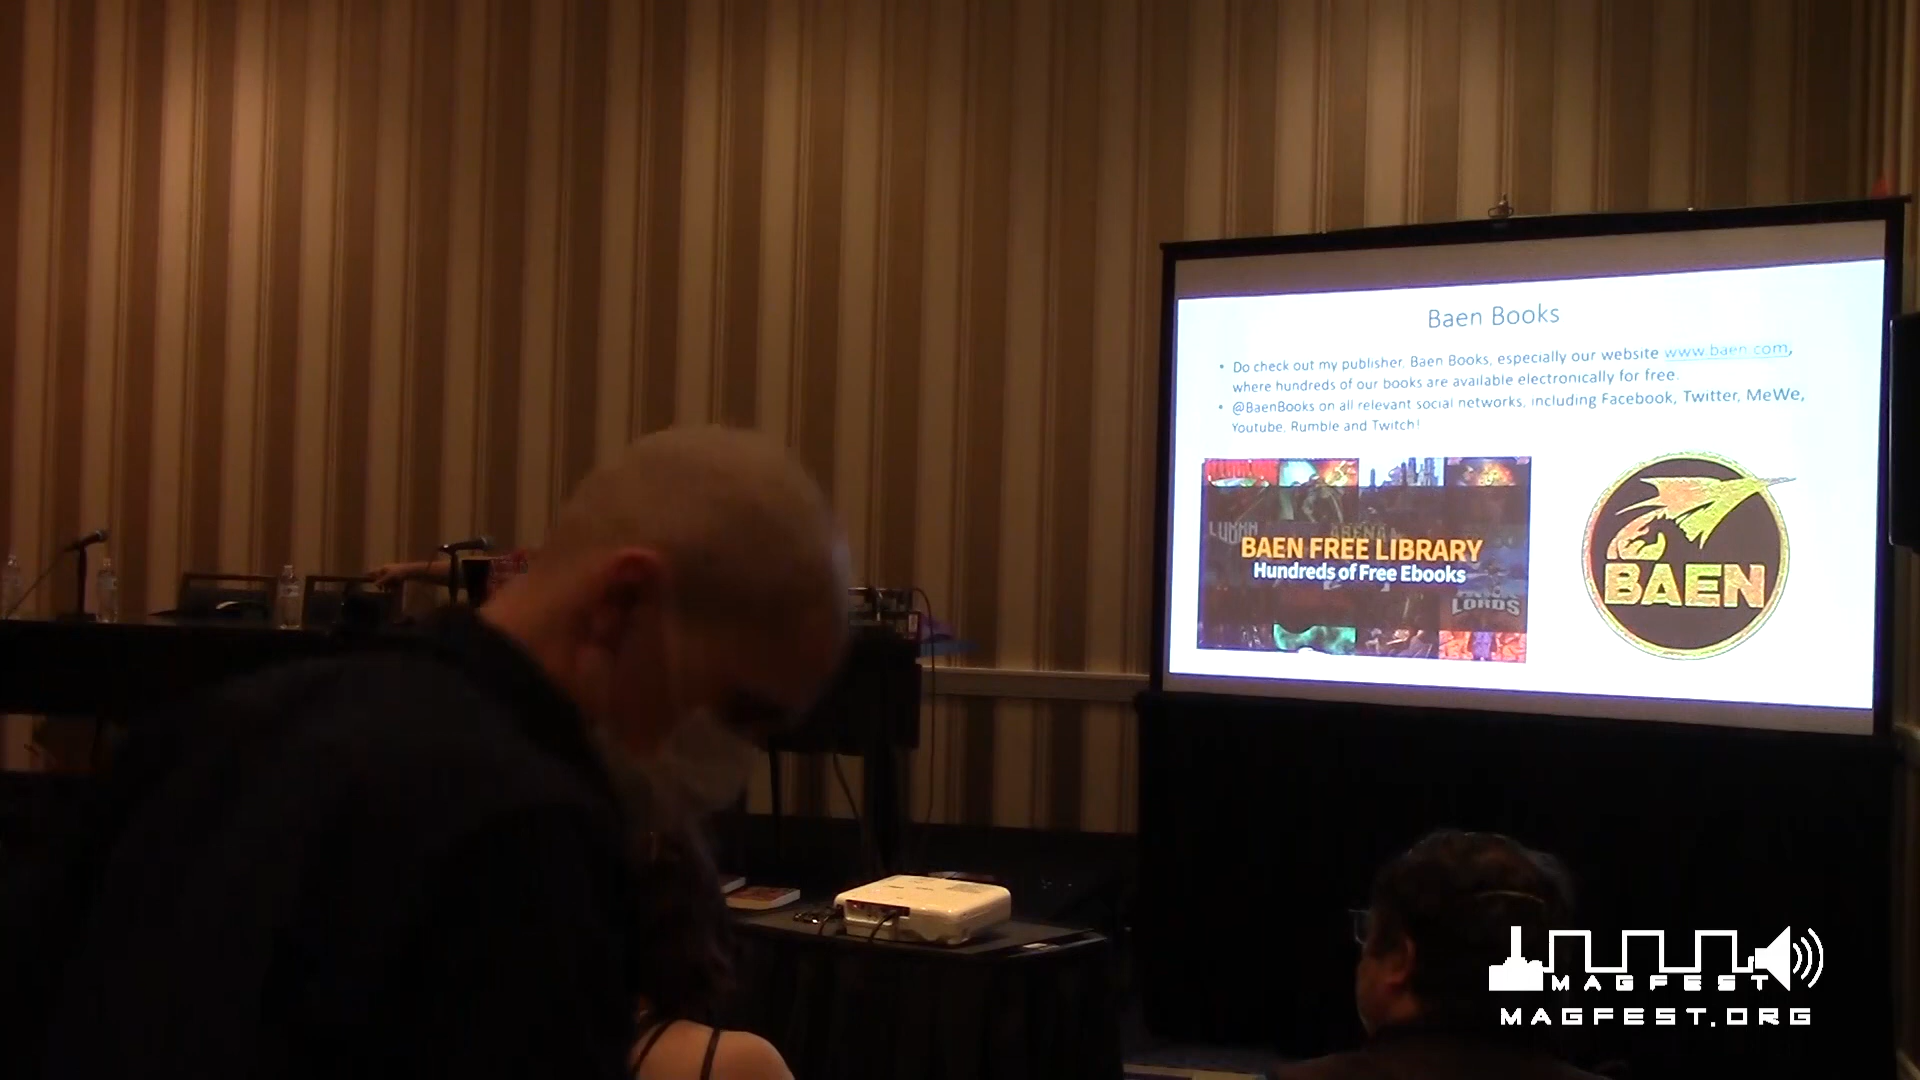 Baen Books
• Do check out my publisher, Baen Books, especially our website www.baen.com,
where hundreds of our books are available electronically for free.
• @BaenBooks on all relevant social networks, including Facebook, Twitter, MeWe,
Youtube, Rumble and Twitch!
ARENA
BAEN FREE LIBRARY
Hundreds of Free Ebooks
LORDS
BAEN
MAGFEST
MAGFEST.ORG